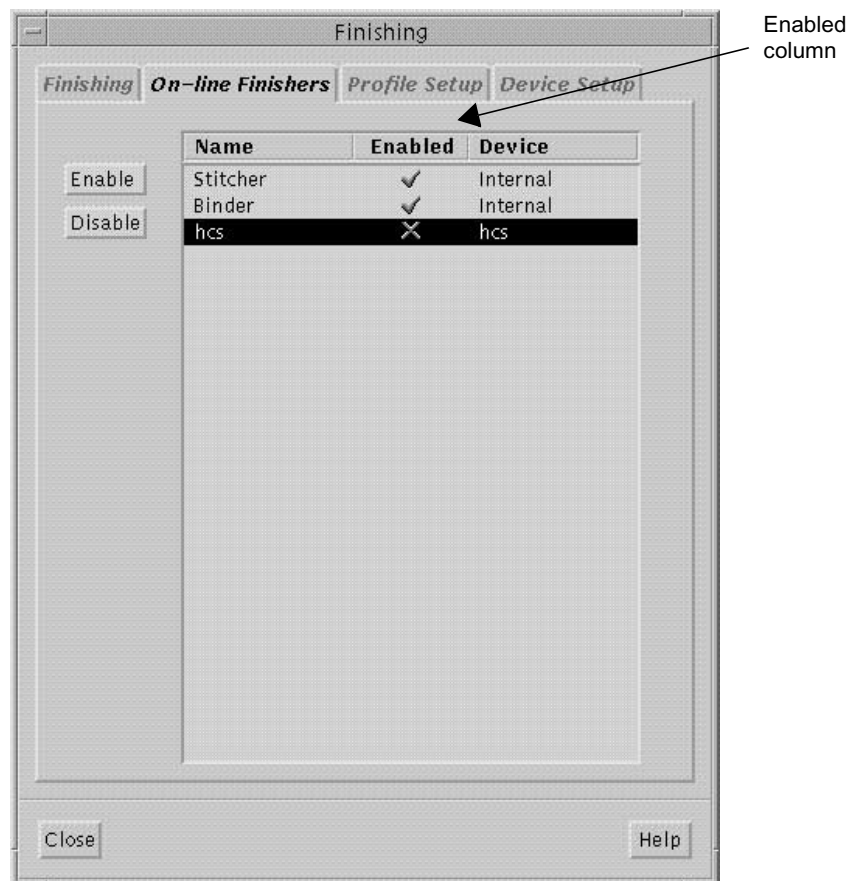 Finishing
Enabled
column
Finishing On-line Finishers Profile Setup Device Setup
Name Enabled Device
Enable
Disable
Stitcher Internal
Binder Internal
hcs hcs
Close Help